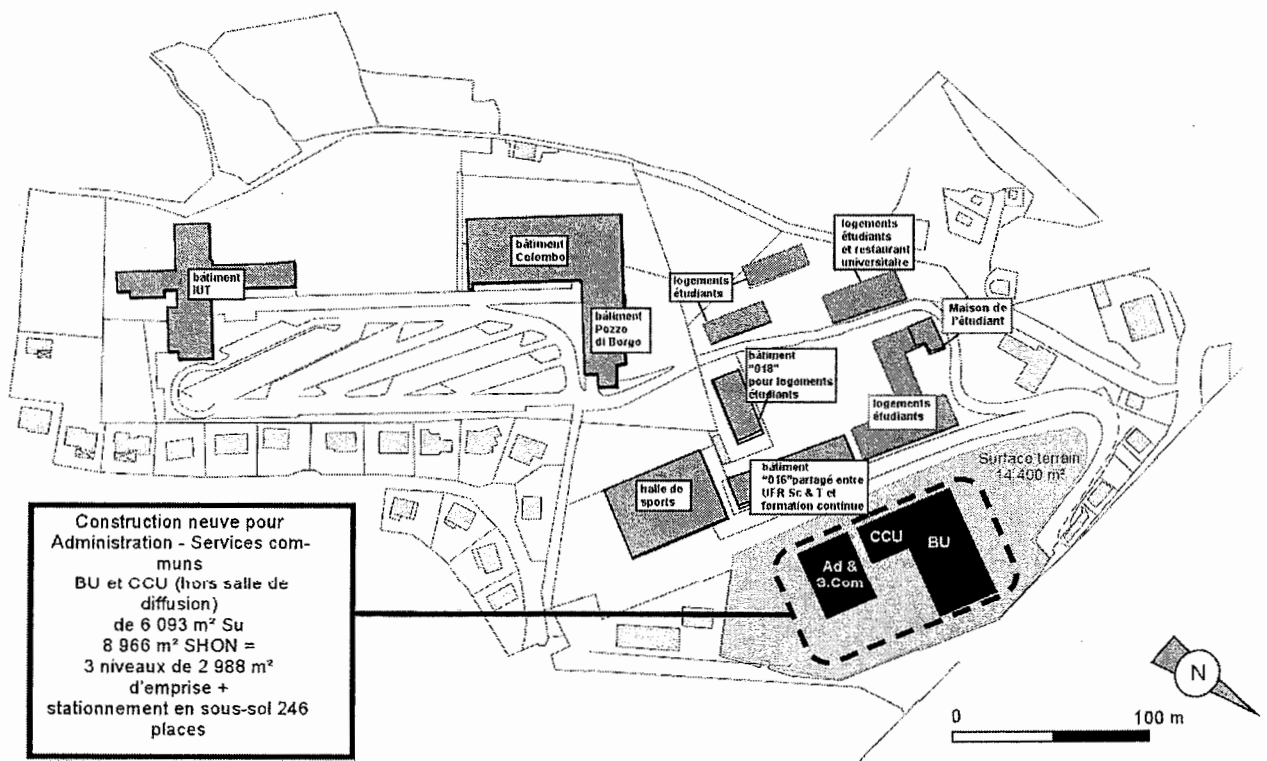 bâtiment
IUT
bâtiment
Colombo
bâtiment
Pozzo
di Borgo
logements
étudiants
logements
étudiants
et restaurant
universitaire
Maison de
l'étudiant
bâtiment
"018"
pour logements
étudiants
logements
étudiants
halle de
sports
bâtiment
"016"partagé entre
UFR Sc & T et
formation continue
Surface terrain
14 400 m²
Ad &
S.Com
CCU
BU
Construction neuve pour
Administration - Services com-
muns
BU et CCU (hors salle de
diffusion)
de 6 093 m² Su
8 966 m² SHON =
3 niveaux de 2 988 m²
d'emprise +
stationnement en sous-sol 246
places
N
0 100 m